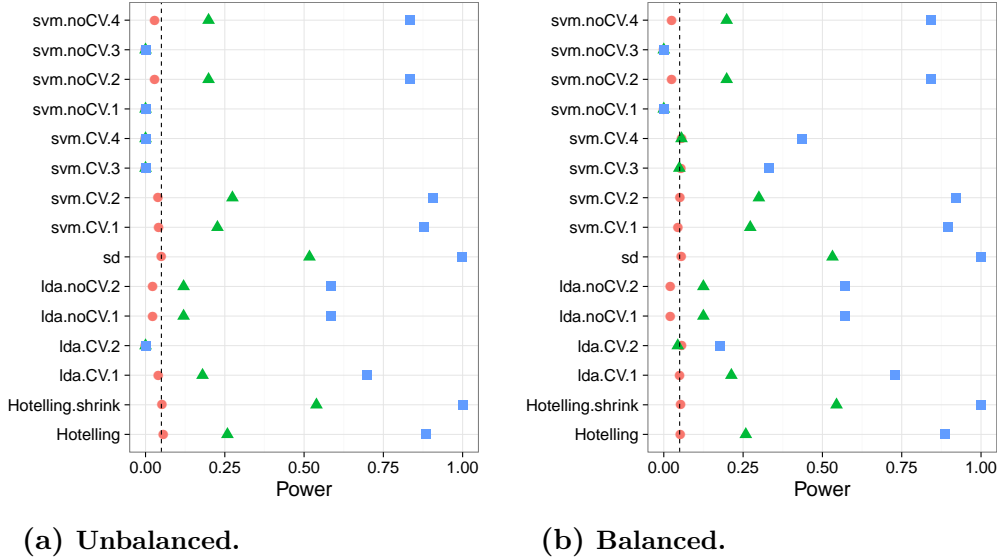 svm.noCV.4
svm.noCV.3
svm.noCV.2
svm.noCV.1
svm.CV.4
svm.CV.3
svm.CV.2
svm.CV.1
sd
lda.noCV.2
lda.noCV.1
lda.CV.2
lda.CV.1
Hotelling.shrink
Hotelling
0.00 0.25 0.50 0.75 1.00
Power
(a) Unbalanced.
svm.noCV.4
svm.noCV.3
svm.noCV.2
svm.noCV.1
svm.CV.4
svm.CV.3
svm.CV.2
svm.CV.1
sd
lda.noCV.2
lda.noCV.1
lda.CV.2
lda.CV.1
Hotelling.shrink
Hotelling
0.00 0.25 0.50 0.75 1.00
Power
(b) Balanced.